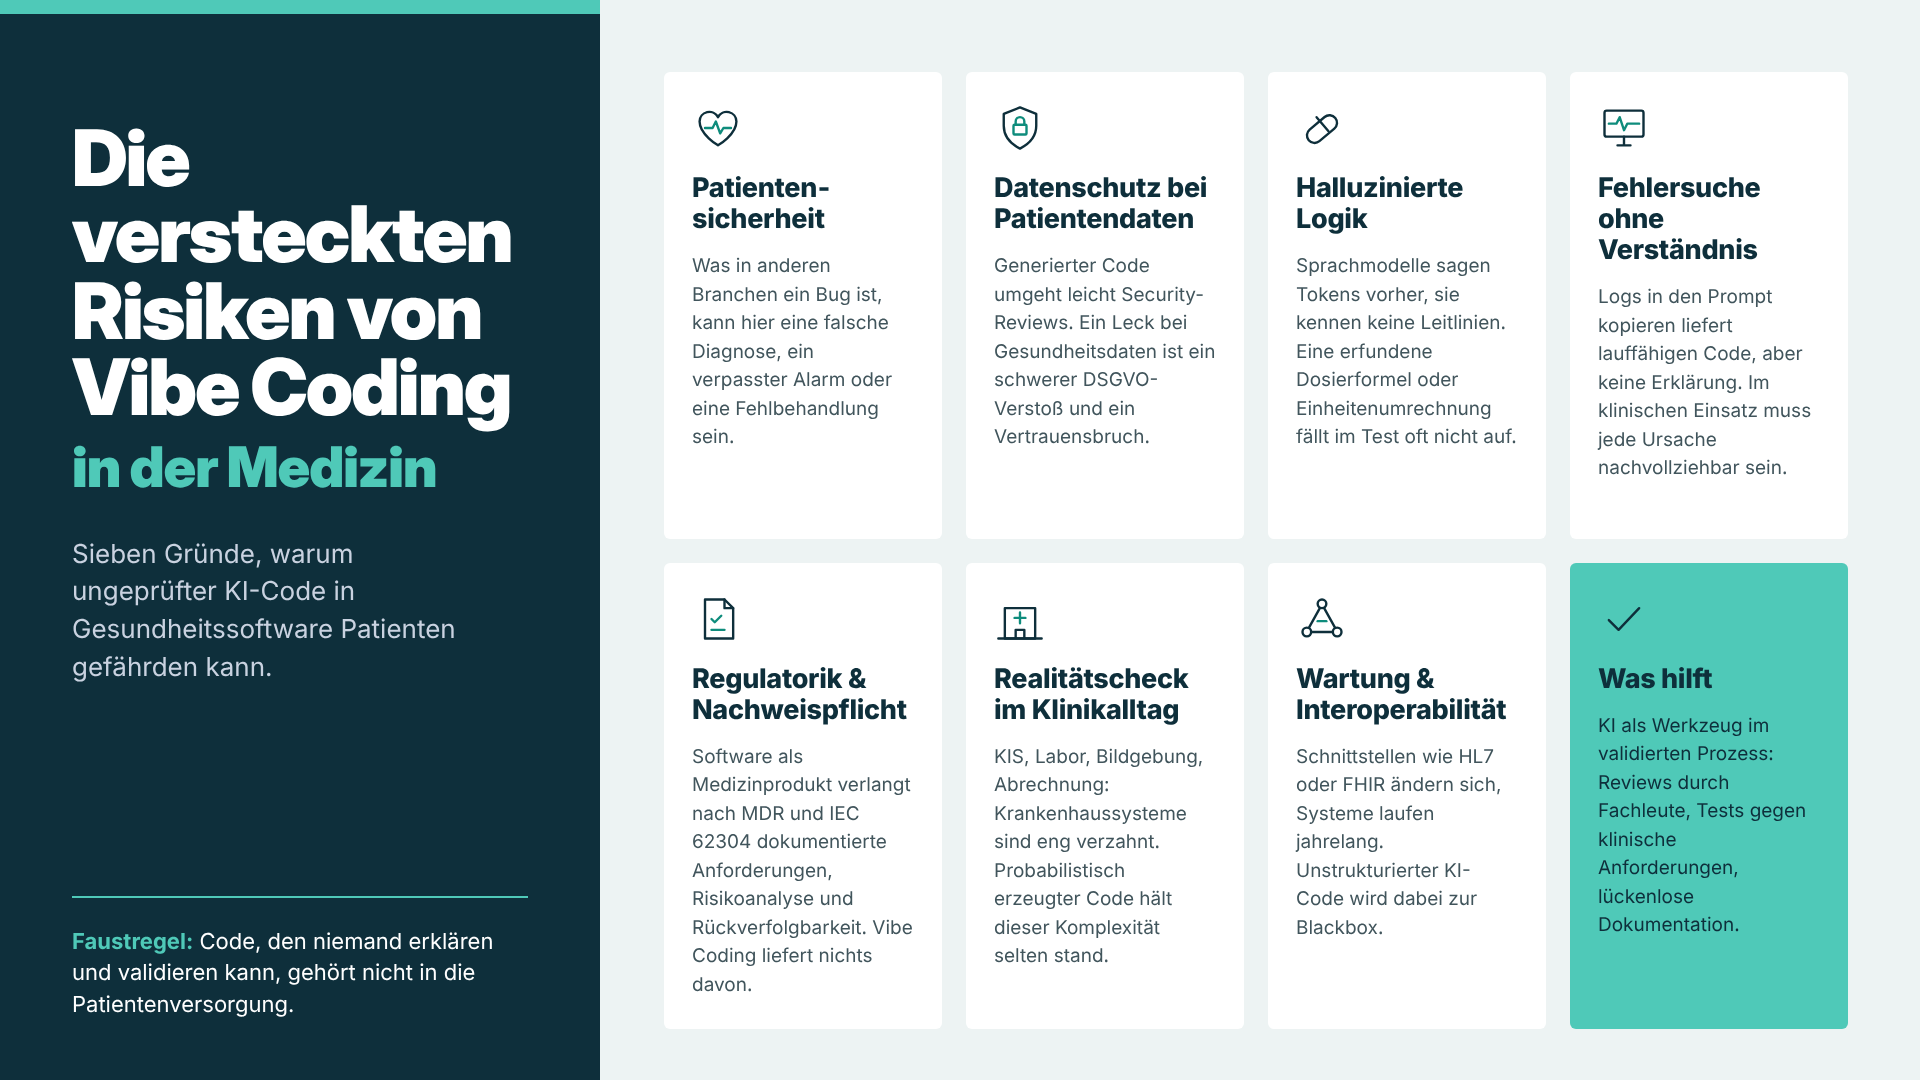 Die
versteckten
Risiken von
Vibe Coding
in der Medizin
Sieben Gründe, warum
ungeprüfter KI-Code in
Gesundheitssoftware Patienten
gefährden kann.
Faustregel: Code, den niemand erklären
und validieren kann, gehört nicht in die
Patientenversorgung.
Patienten-
sicherheit
Was in anderen
Branchen ein Bug ist,
kann hier eine falsche
Diagnose, ein
verpasster Alarm oder
eine Fehlbehandlung
sein.
Datenschutz bei
Patientendaten
Generierter Code
umgeht leicht Security-
Reviews. Ein Leck bei
Gesundheitsdaten ist ein
schwerer DSGVO-
Verstoß und ein
Vertrauensbruch.
Halluzinierte
Logik
Sprachmodelle sagen
Tokens vorher, sie
kennen keine Leitlinien.
Eine erfundene
Dosierformel oder
Einheitenumrechnung
fällt im Test oft nicht auf.
Fehlersuche
ohne
Verständnis
Logs in den Prompt
kopieren liefert
lauffähigen Code, aber
keine Erklärung. Im
klinischen Einsatz muss
jede Ursache
nachvollziehbar sein.
Regulatorik &
Nachweispflicht
Software als
Medizinprodukt verlangt
nach MDR und IEC
62304 dokumentierte
Anforderungen,
Risikoanalyse und
Rückverfolgbarkeit. Vibe
Coding liefert nichts
davon.
Realitätscheck
im Klinikalltag
KIS, Labor, Bildgebung,
Abrechnung:
Krankenhaussysteme
sind eng verzahnt.
Probabilistisch
erzeugter Code hält
dieser Komplexität
selten stand.
Wartung &
Interoperabilität
Schnittstellen wie HL7
oder FHIR ändern sich,
Systeme laufen
jahrelang.
Unstrukturierter KI-
Code wird dabei zur
Blackbox.
Was hilft
KI als Werkzeug im
validierten Prozess:
Reviews durch
Fachleute, Tests gegen
klinische
Anforderungen,
lückenlose
Dokumentation.